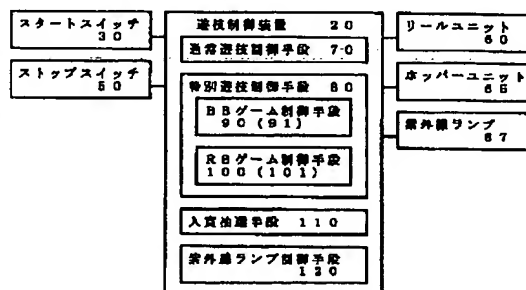 スタートスイッチ
30
ストップスイッチ
50
遊技制御装置 20
通常遊技制御手段 70
特別遊技制御手段 80
BBゲーム制御手段
90(91)
RBゲーム制御手段
100(101)
入賞抽選手段 110
紫外線ランプ制御手段
120
リールユニット
60
ホッパーユニット
65
紫外線ランプ
67